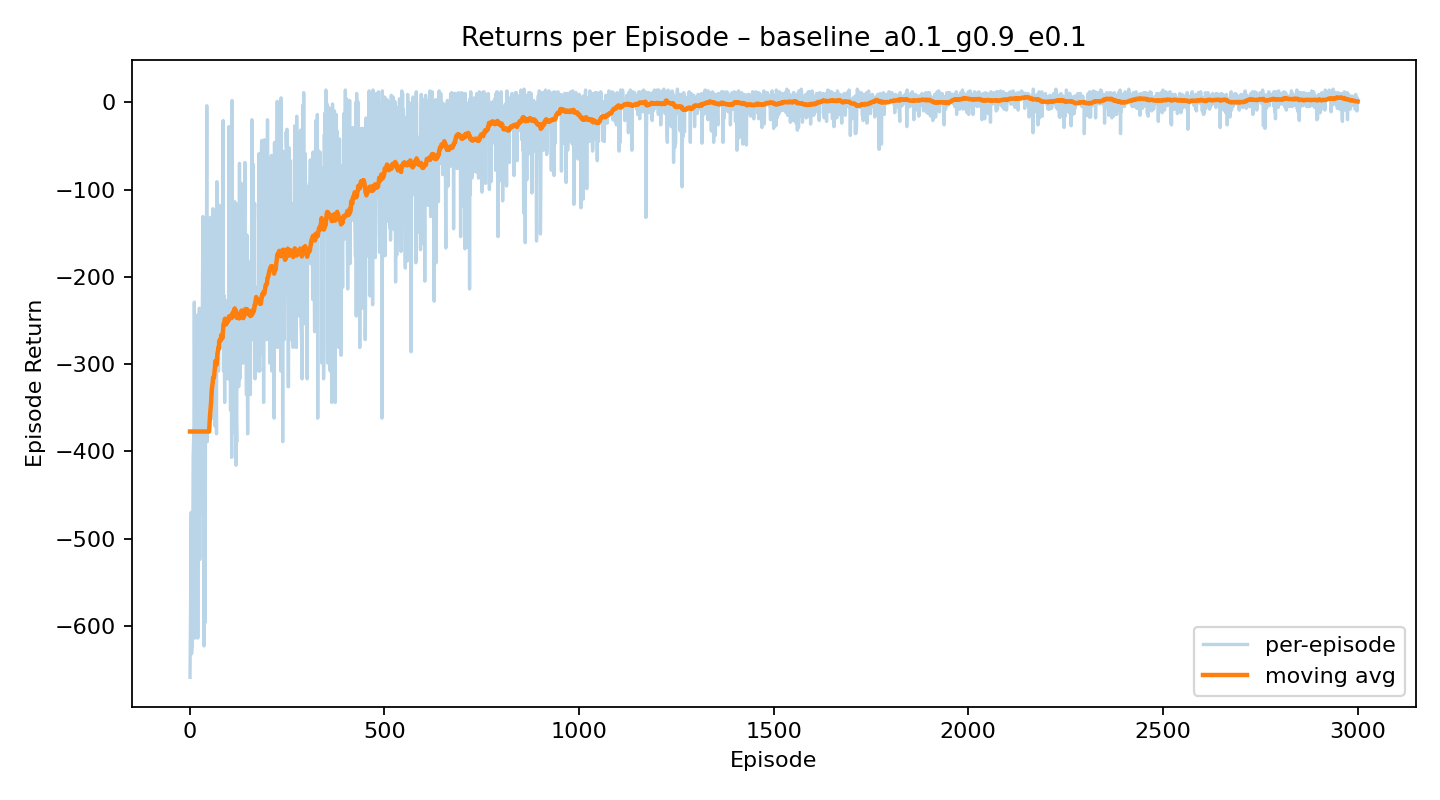 Returns per Episode – baseline_a0.1_g0.9_e0.1
Episode Return
0
−100
−200
−300
−400
−500
−600
0
500
1000
1500
2000
2500
3000
Episode
per-episode
moving avg